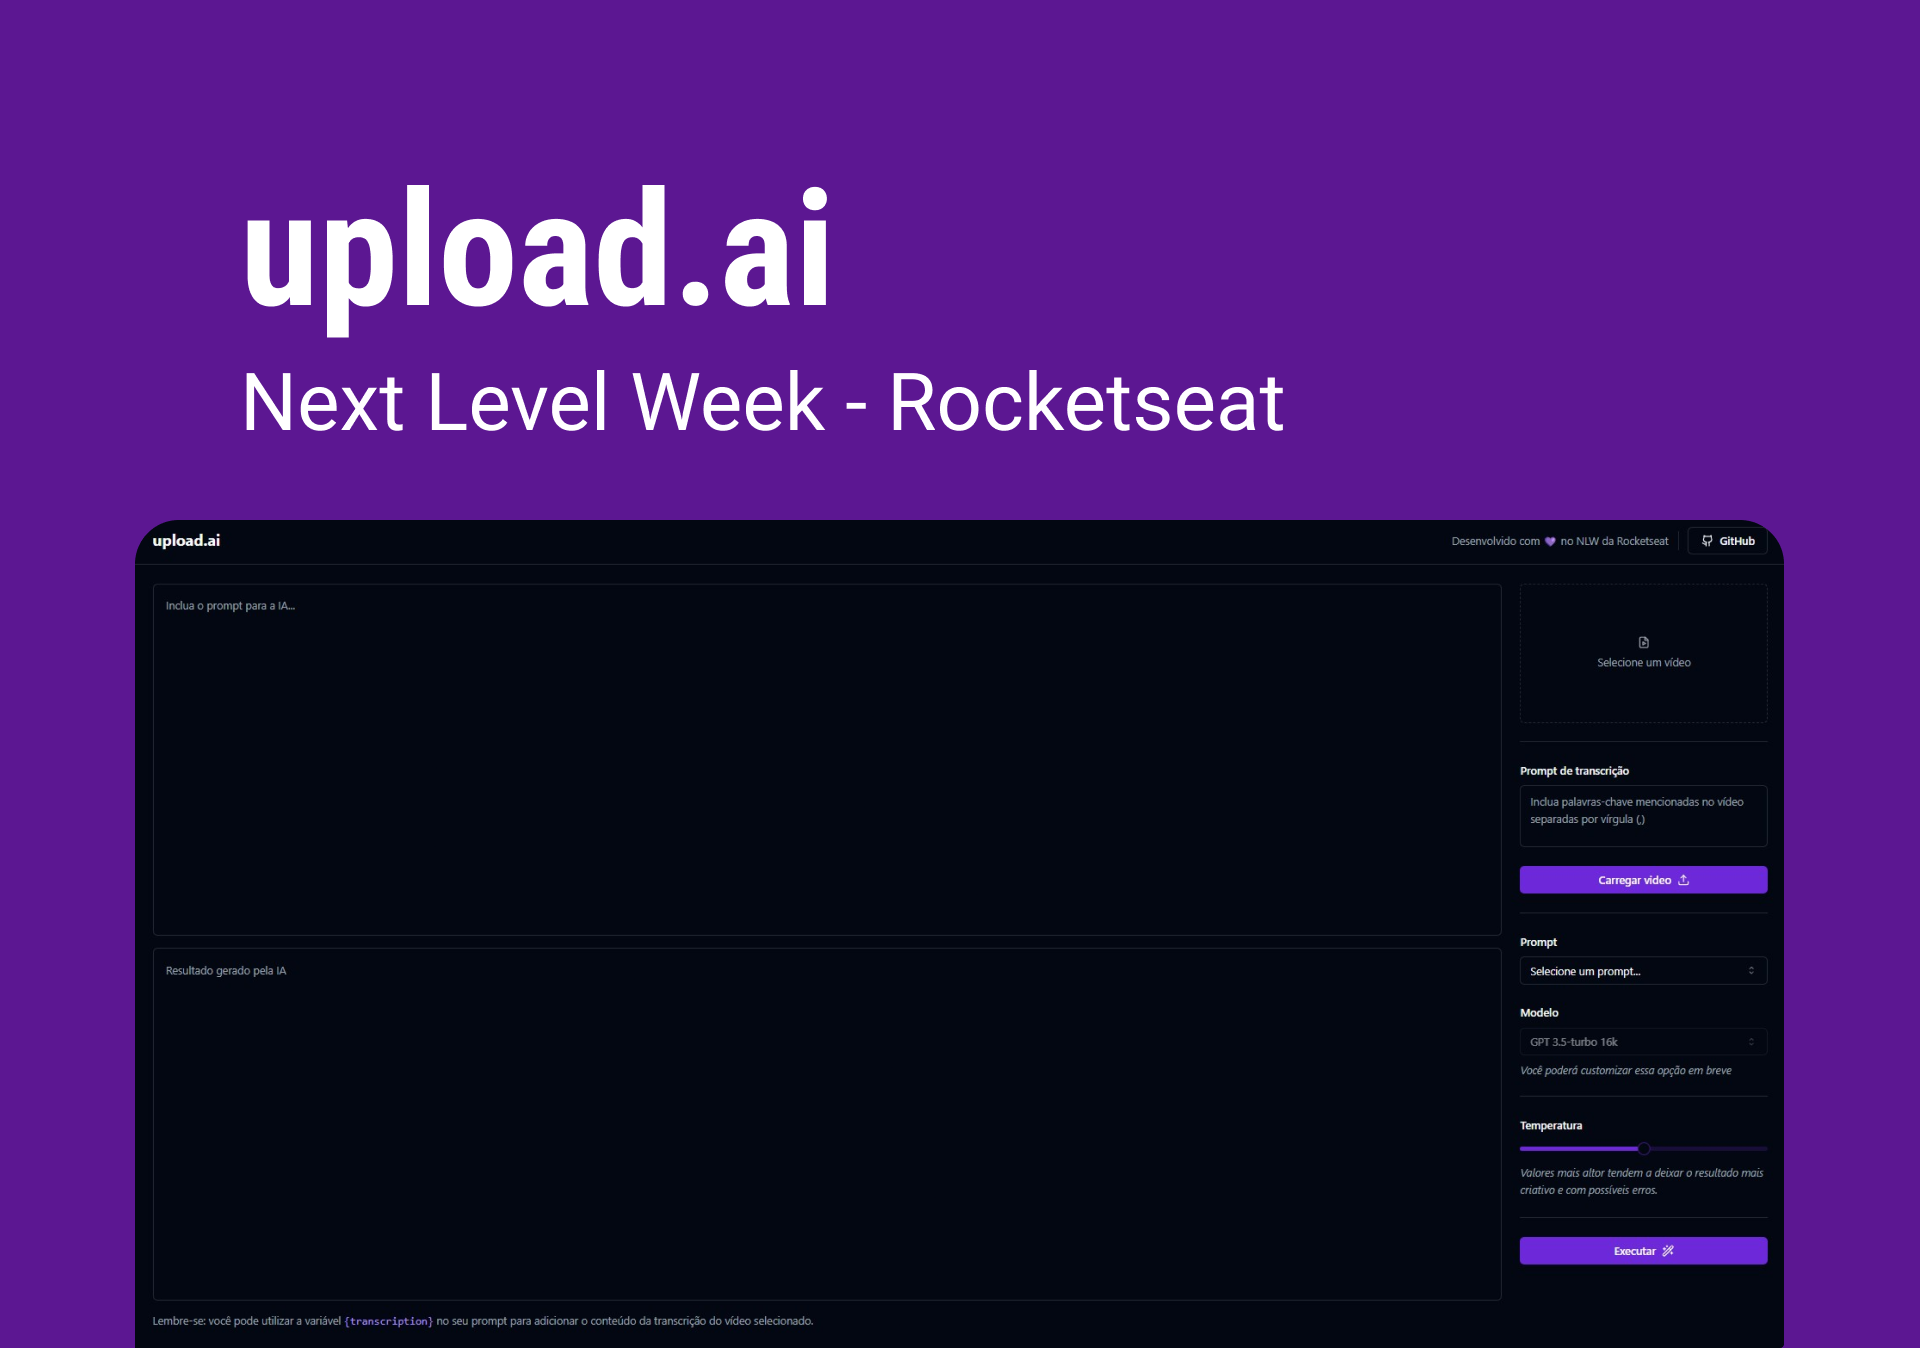 upload.ai
Next Level Week - Rocketseat
upload.ai
Desenvolvido com 💜 no NLW da Rocketseat
GitHub
Inclua o prompt para a IA...
Resultado gerado pela IA
Lembre-se: você pode utilizar a variável {transcription} no seu prompt para adicionar o conteúdo da transcrição do vídeo selecionado.
Selecione um vídeo
Prompt de transcrição
Inclua palavras-chave mencionadas no vídeo
separadas por vírgula (,)
Carregar video
Prompt
Selecione um prompt...
Modelo
GPT 3.5-turbo 16k
Você poderá customizar essa opção em breve
Temperatura
Valores mais altor tendem a deixar o resultado mais
criativo e com possíveis erros.
Executar